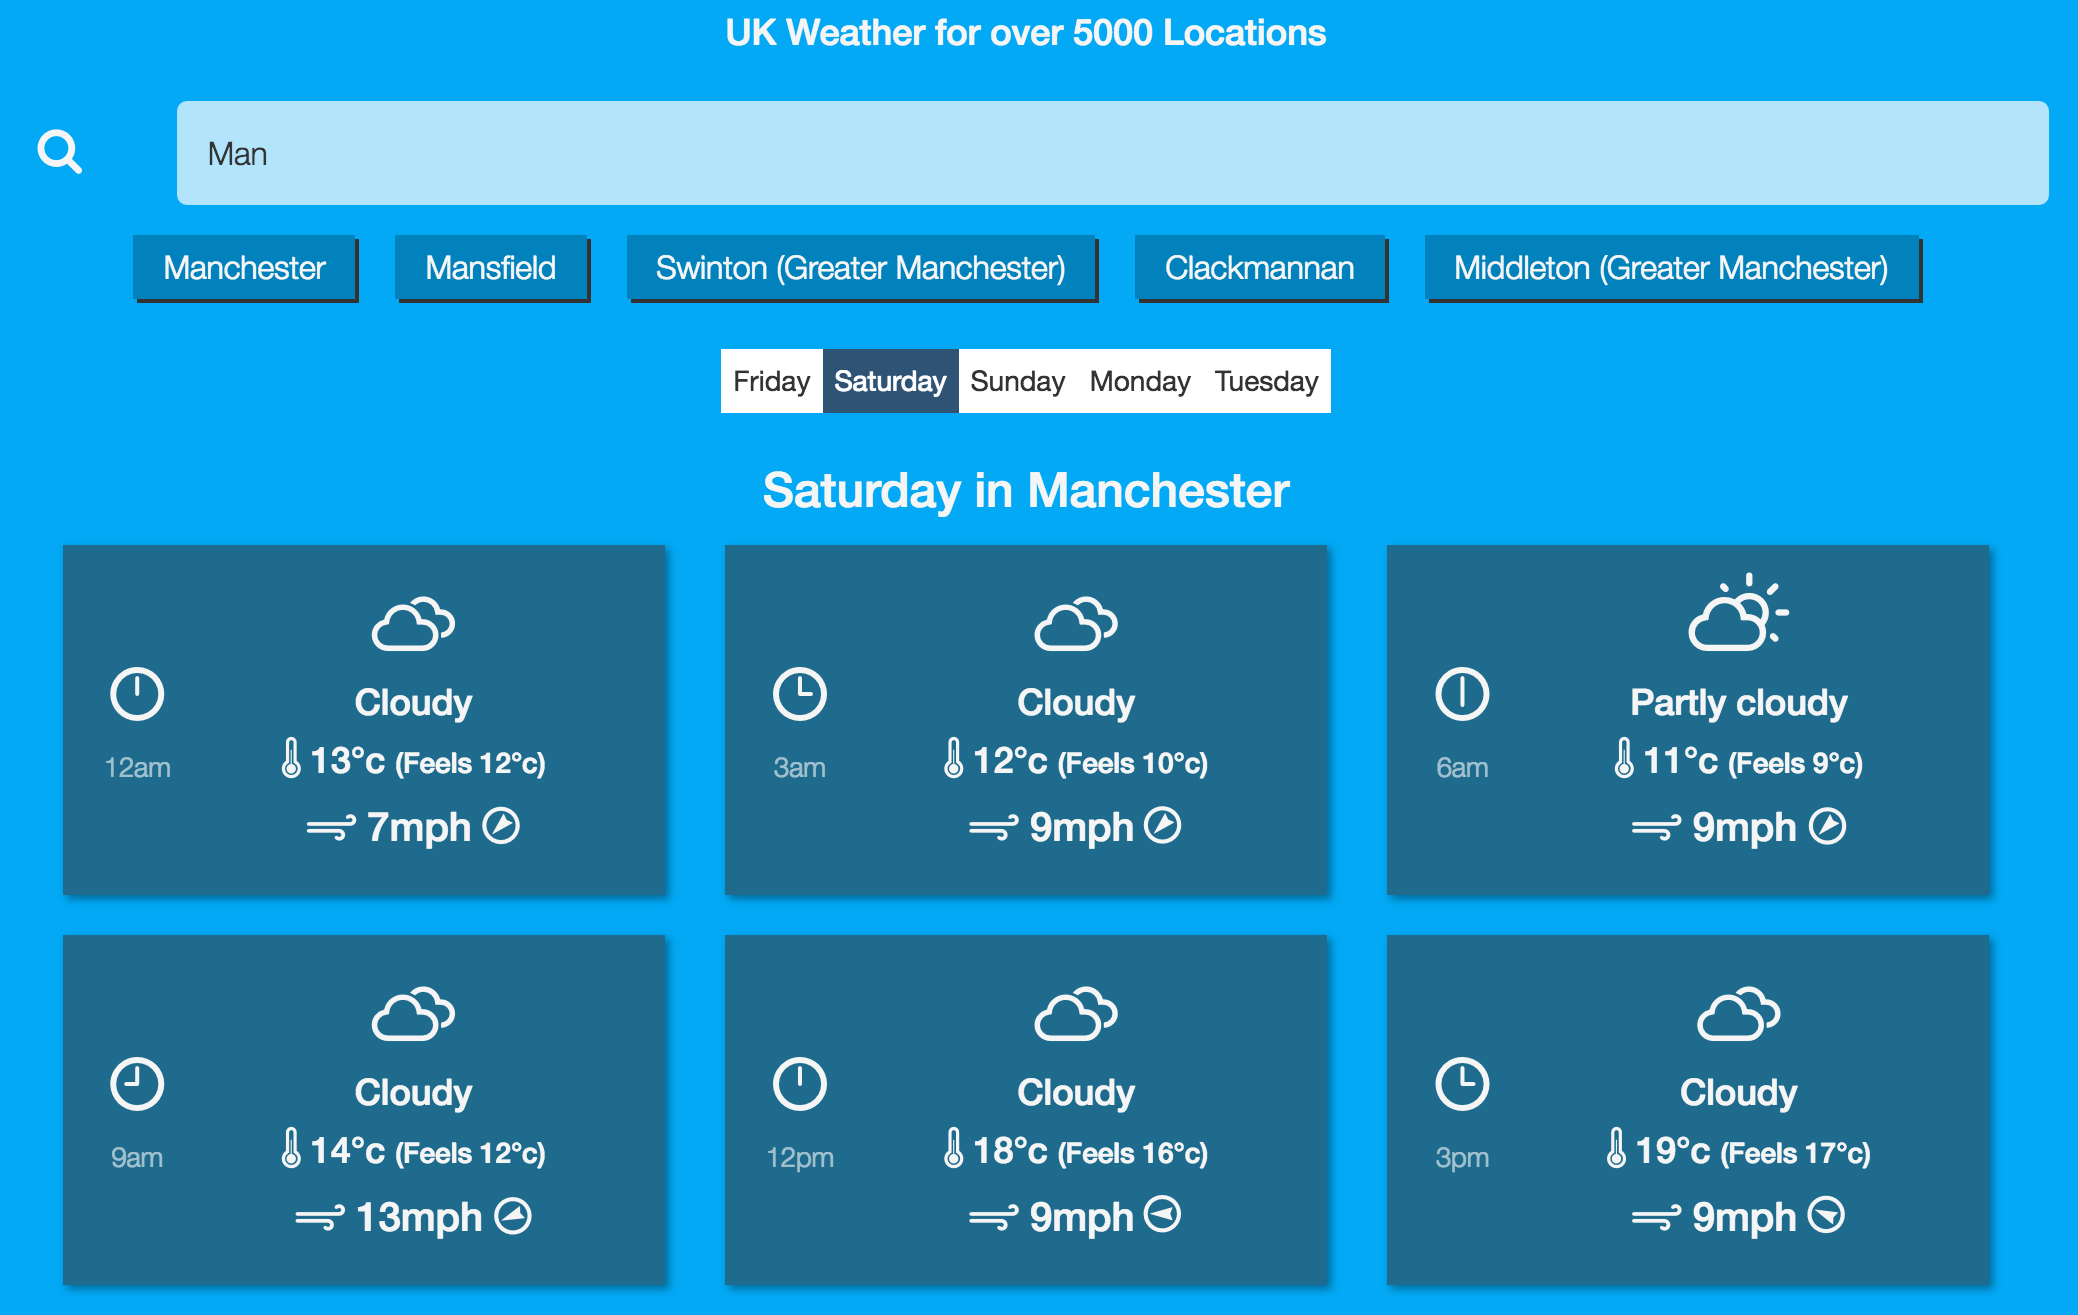 UK Weather for over 5000 Locations
Man
Manchester Mansfield Swinton (Greater Manchester) Clackmannan Middleton (Greater Manchester)
Friday Saturday Sunday Monday Tuesday
Saturday in Manchester
12am
Cloudy
13°c (Feels 12°c)
7mph
3am
Cloudy
12°c (Feels 10°c)
9mph
6am
Partly cloudy
11°c (Feels 9°c)
9mph
9am
Cloudy
14°c (Feels 12°c)
13mph
12pm
Cloudy
18°c (Feels 16°c)
9mph
3pm
Cloudy
19°c (Feels 17°c)
9mph